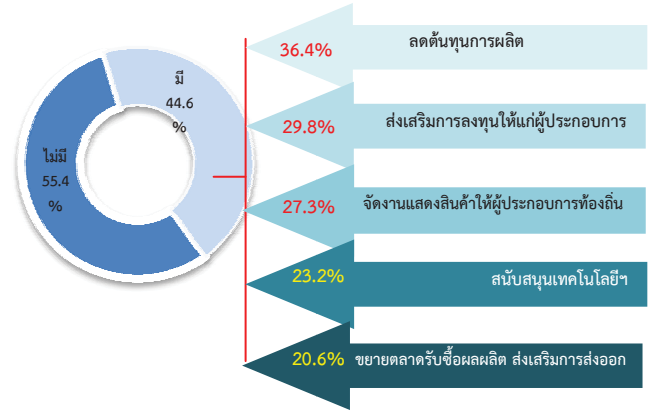 มี
44.6
%
ไม่มี
55.4
%
36.4% ลดต้นทุนการผลิต
29.8% ส่งเสริมการลงทุนให้แก่ผู้ประกอบการ
27.3% จัดงานแสดงสินค้าให้ผู้ประกอบการท้องถิ่น
23.2% สนับสนุนเทคโนโลยีฯ
20.6% ขยายตลาดรับซื้อผลผลิต ส่งเสริมการส่งออก